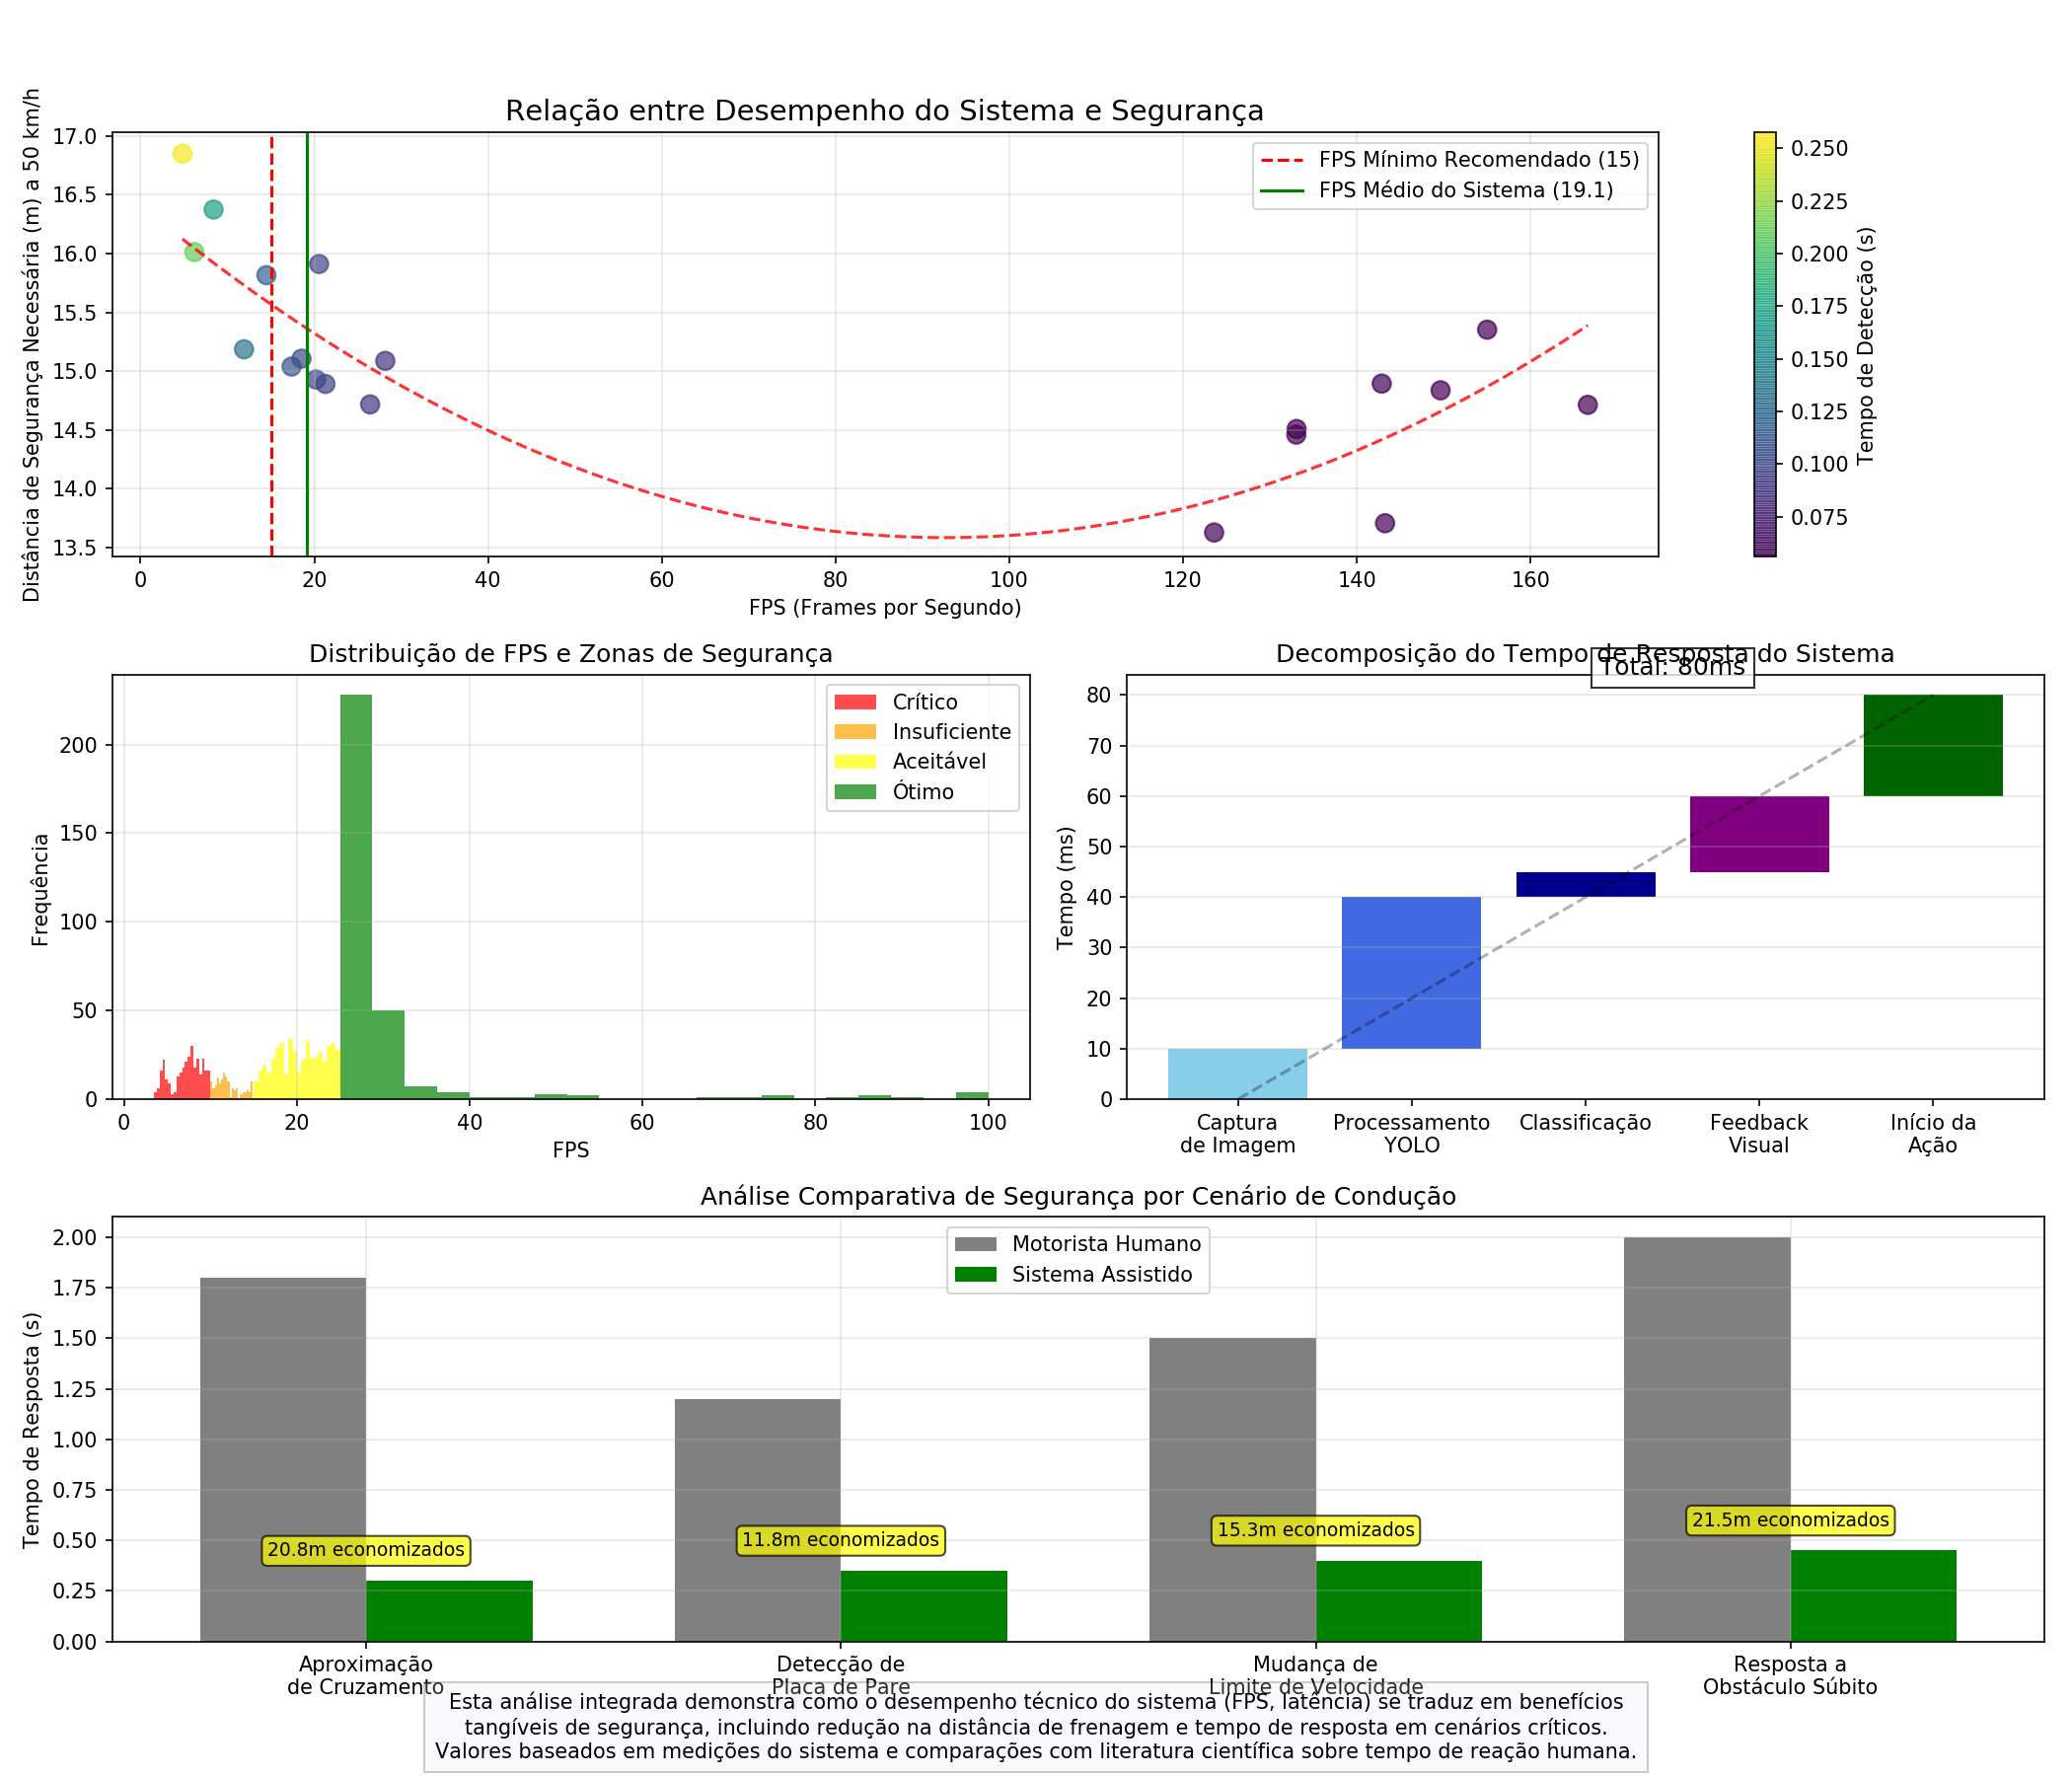 Relação entre Desempenho do Sistema e Segurança
Distância de Segurança Necessária (m) a 50 km/h
17.0
16.5
16.0
15.5
15.0
14.5
14.0
13.5
FPS Mínimo Recomendado (15)
FPS Médio do Sistema (19.1)
0 20 40 60 80 100 120 140 160
FPS (Frames por Segundo)
0.250
0.225
0.200
0.175
0.150
0.125
0.100
0.075
Tempo de Detecção (s)
Distribuição de FPS e Zonas de Segurança
Frequência
200
150
100
50
0
Crítico
Insuficiente
Aceitável
Ótimo
0 20 40 60 80 100
FPS
Decomposição do Tempo de Resposta do Sistema
Total: 80ms
Tempo (ms)
80
70
60
50
40
30
20
10
0
Captura
de Imagem
Processamento
YOLO
Classificação
Feedback
Visual
Início da
Ação
Análise Comparativa de Segurança por Cenário de Condução
Tempo de Resposta (s)
2.00
1.75
1.50
1.25
1.00
0.75
0.50
0.25
0.00
Motorista Humano
Sistema Assistido
20.8m economizados
11.8m economizados
15.3m economizados
21.5m economizados
Aproximação
de Cruzamento
Detecção de
Placa de Pare
Mudança de
Limite de Velocidade
Resposta a
Obstáculo Súbito
Esta análise integrada demonstra como o desempenho técnico do sistema (FPS, latência) se traduz em benefícios
tangíveis de segurança, incluindo redução na distância de frenagem e tempo de resposta em cenários críticos.
Valores baseados em medições do sistema e comparações com literatura científica sobre tempo de reação humana.